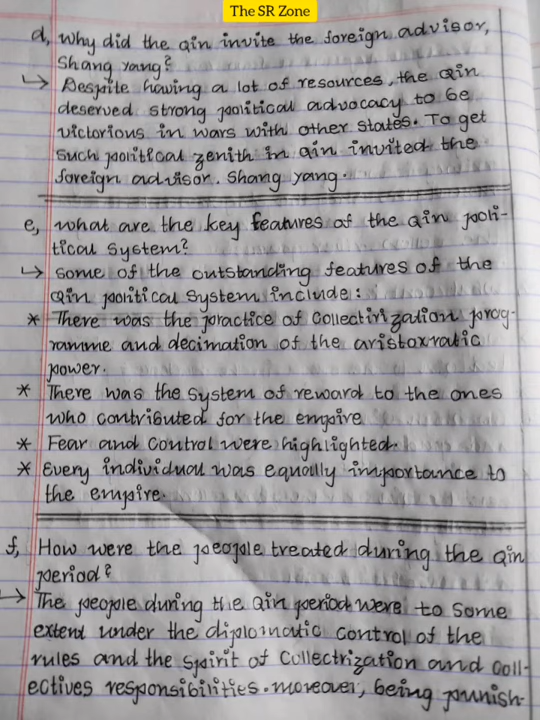 The SR Zone
d, Why did the Qin invite the foreign advisor,
Shang Yang?
↳ Despite having a lot of resources, the Qin
deserved strong political advocacy to be
victorious in wars with other states. To get
such political zenith in Qin invited the
foreign advisor. Shang yang.
e, what are the key features of the Qin poli-
tical system?
↳ some of the outstanding features of the
Qin political system include:
* There was the practice of Collectirization prog-
ramme and decimation of the aristoxratic
power.
* There was the system of reward to the ones
who contributed for the empire
* Fear and Control were highlighted.
* Every individual was equally importance to
the empire.
f, How were the people treated during the Qin
period?
↳ The people during the Qin period were to some
extent under the diplomatic control of the
rules and the spirit of Collectrization and coll-
ectives responsibilities. moreover, being punish-